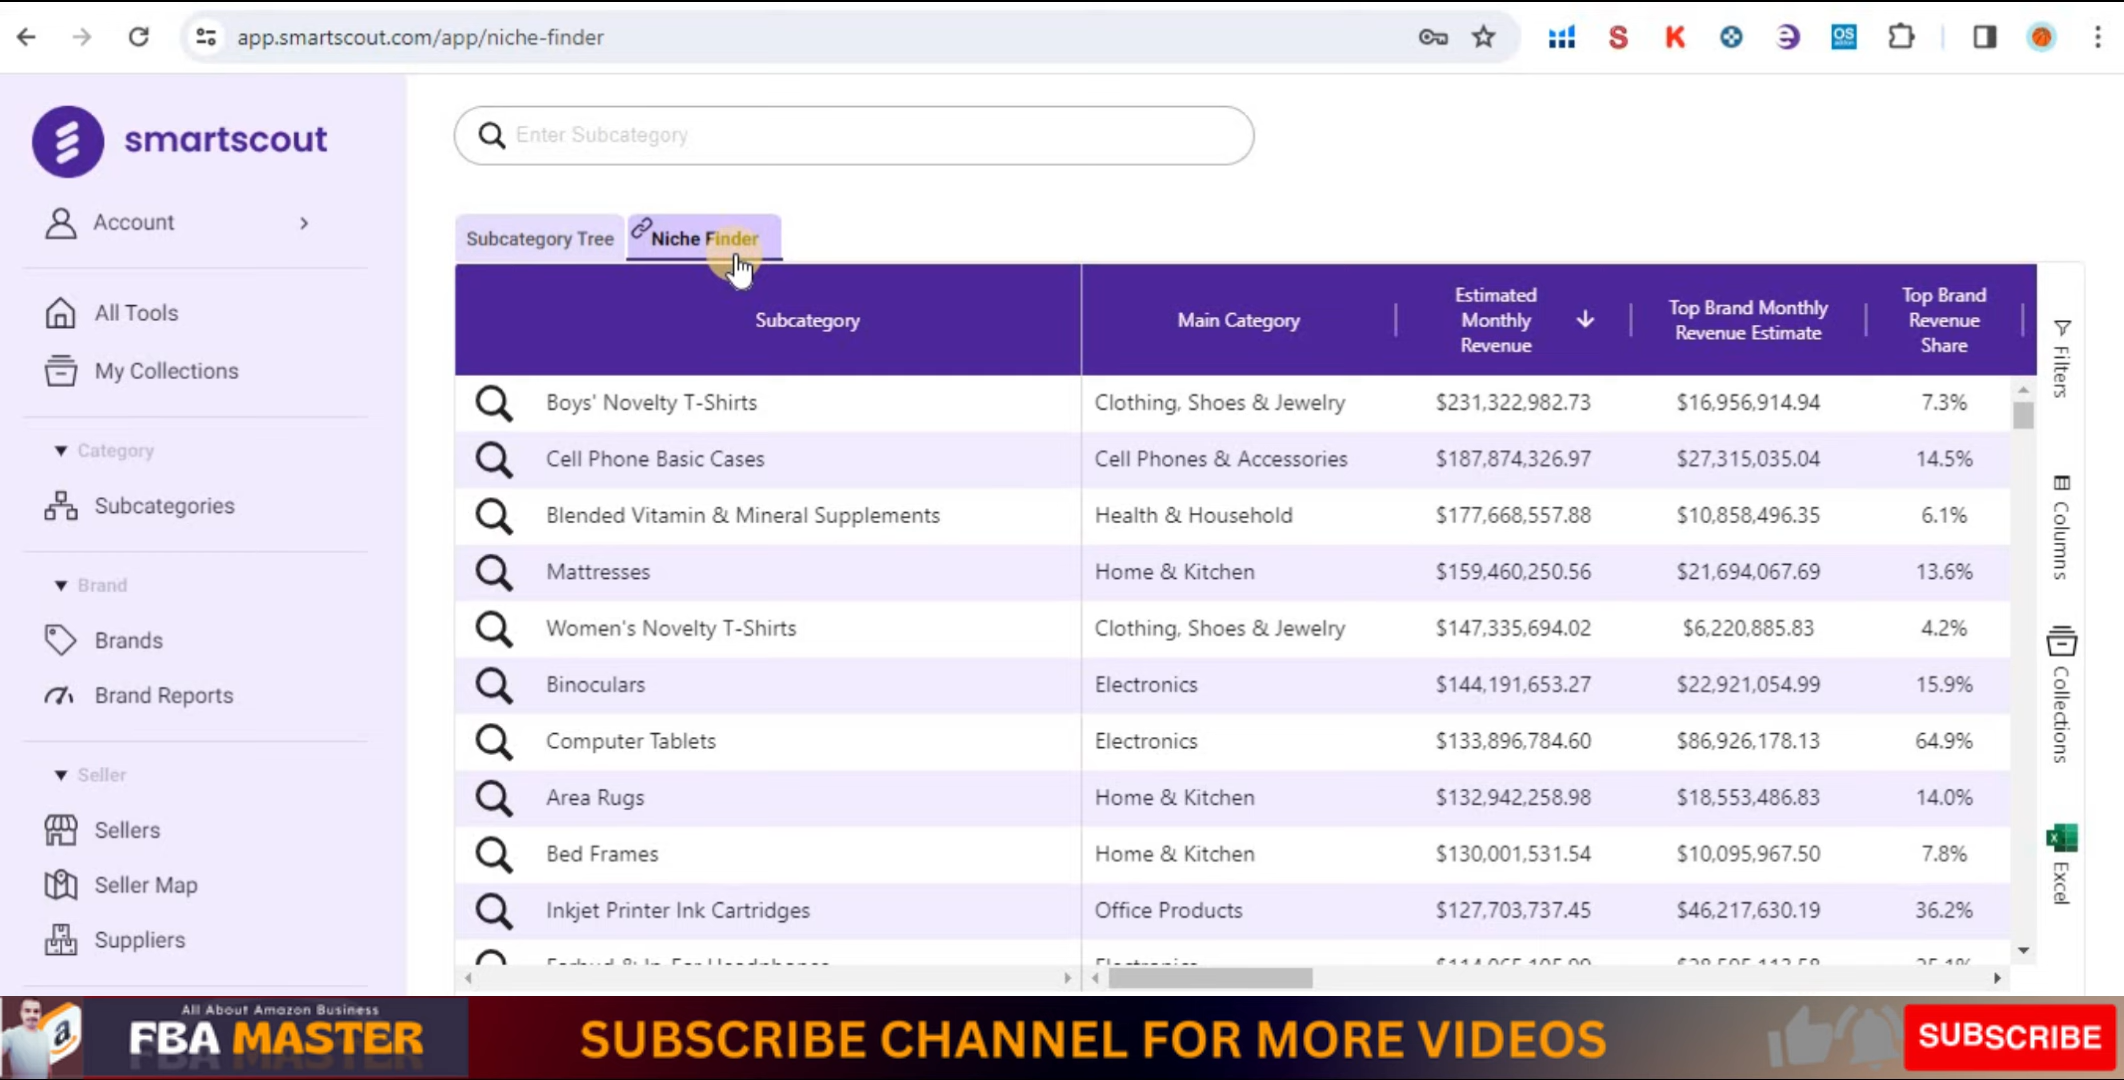 app.smartscout.com/app/niche-finder
smartscout
Enter Subcategory
Account
All Tools
My Collections
Category
Subcategories
Brand
Brands
Brand Reports
Seller
Sellers
Seller Map
Suppliers
Subcategory Tree
Niche Finder
Subcategory Main Category Estimated Monthly Revenue Top Brand Monthly Revenue Estimate Top Brand Revenue Share
Boys' Novelty T-Shirts Clothing, Shoes & Jewelry $231,322,982.73 $16,956,914.94 7.3%
Cell Phone Basic Cases Cell Phones & Accessories $187,874,326.97 $27,315,035.04 14.5%
Blended Vitamin & Mineral Supplements Health & Household $177,668,557.88 $10,858,496.35 6.1%
Mattresses Home & Kitchen $159,460,250.56 $21,694,067.69 13.6%
Women's Novelty T-Shirts Clothing, Shoes & Jewelry $147,335,694.02 $6,220,885.83 4.2%
Binoculars Electronics $144,191,653.27 $22,921,054.99 15.9%
Computer Tablets Electronics $133,896,784.60 $86,926,178.13 64.9%
Area Rugs Home & Kitchen $132,942,258.98 $18,553,486.83 14.0%
Bed Frames Home & Kitchen $130,001,531.54 $10,095,967.50 7.8%
Inkjet Printer Ink Cartridges Office Products $127,703,737.45 $46,217,630.19 36.2%
Filters
Columns
Collections
Excel
All About Amazon Business
FBA MASTER
SUBSCRIBE CHANNEL FOR MORE VIDEOS
SUBSCRIBE